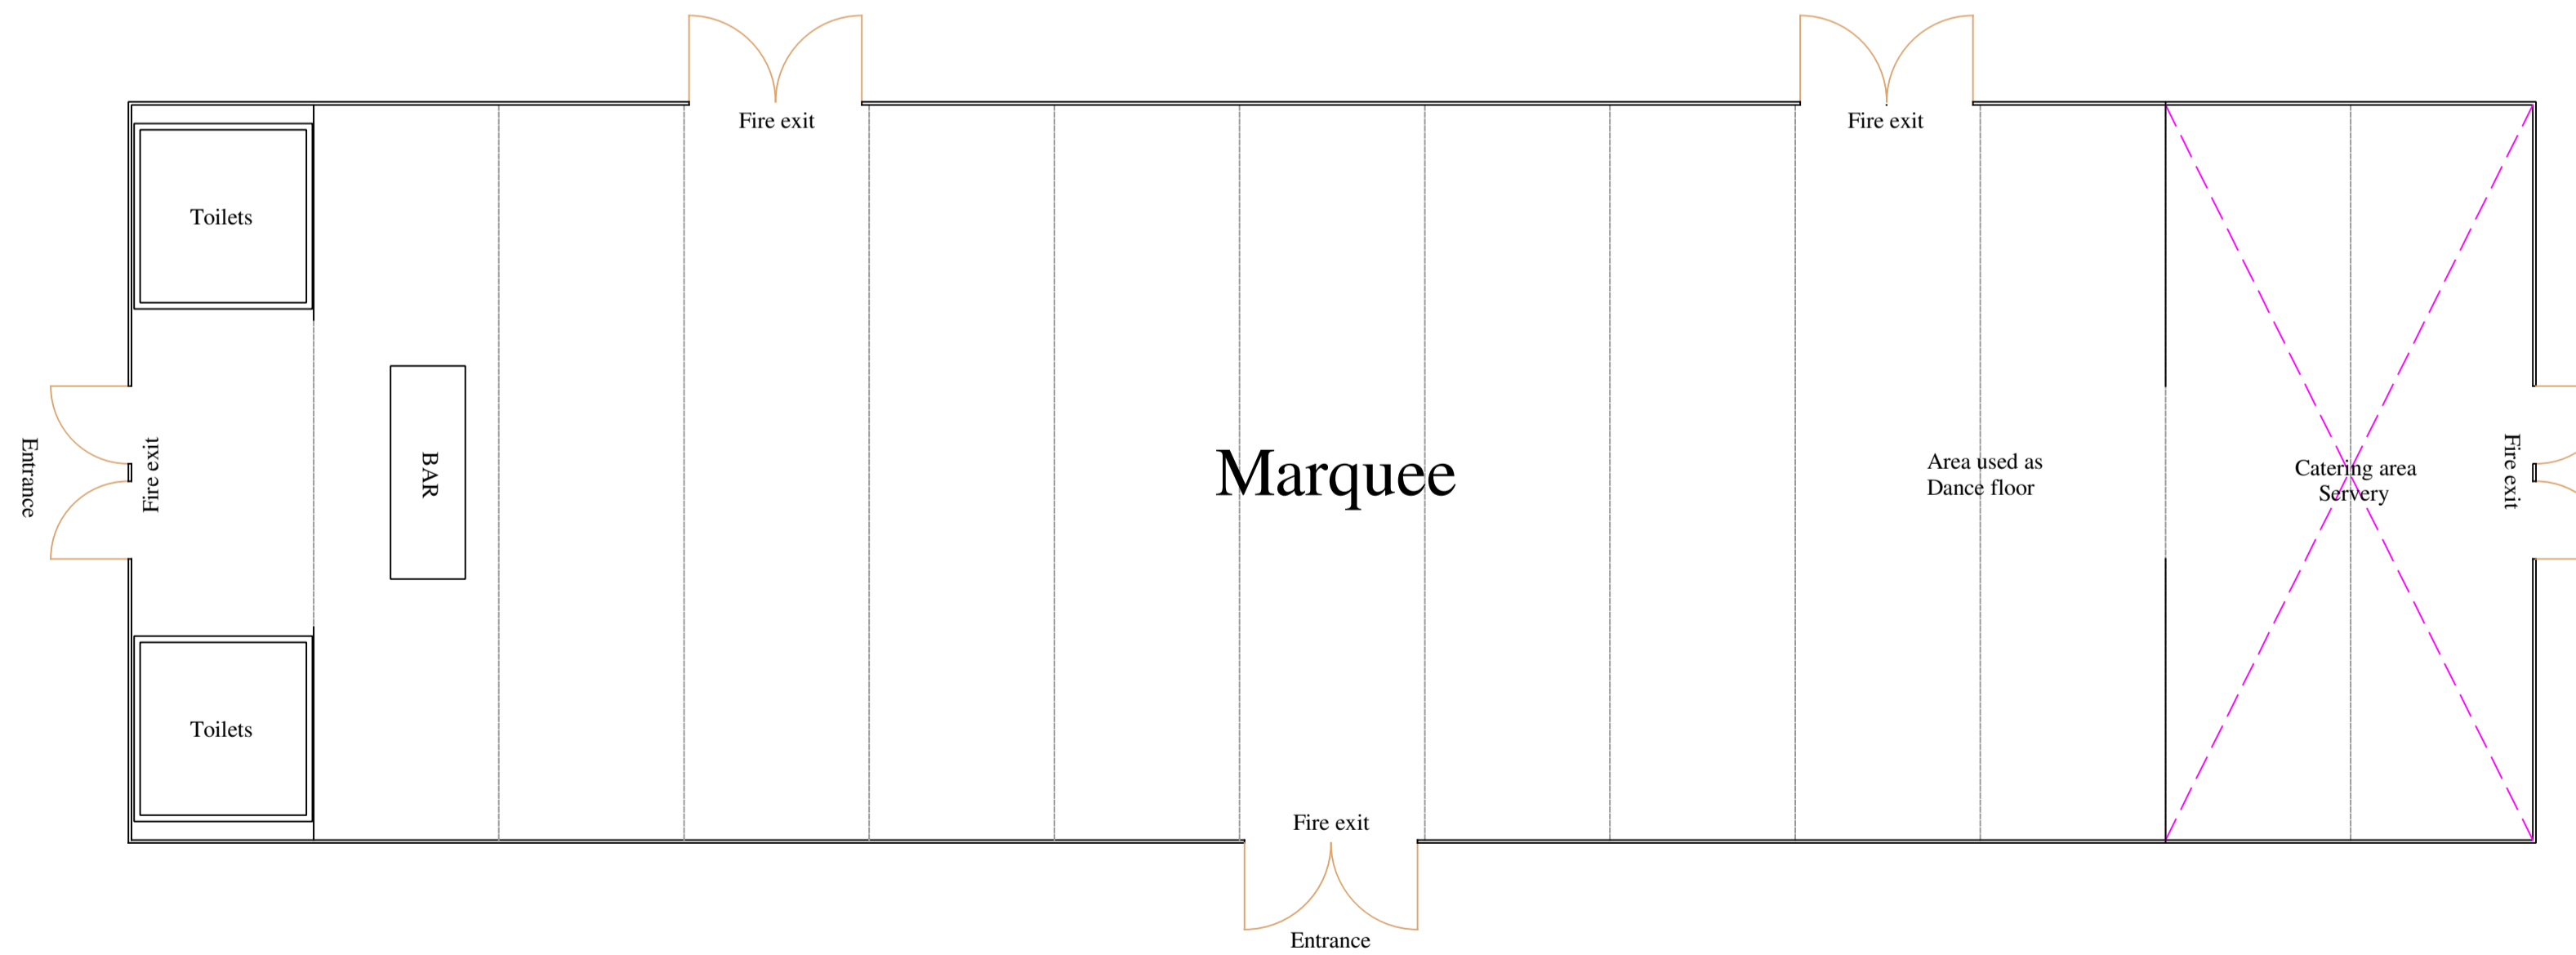 Fire exit
Fire exit
Toilets
Entrance
Fire exit
BAR
Marquee
Area used as
Dance floor
Catering area
Servery
Fire exit
Toilets
Fire exit
Entrance